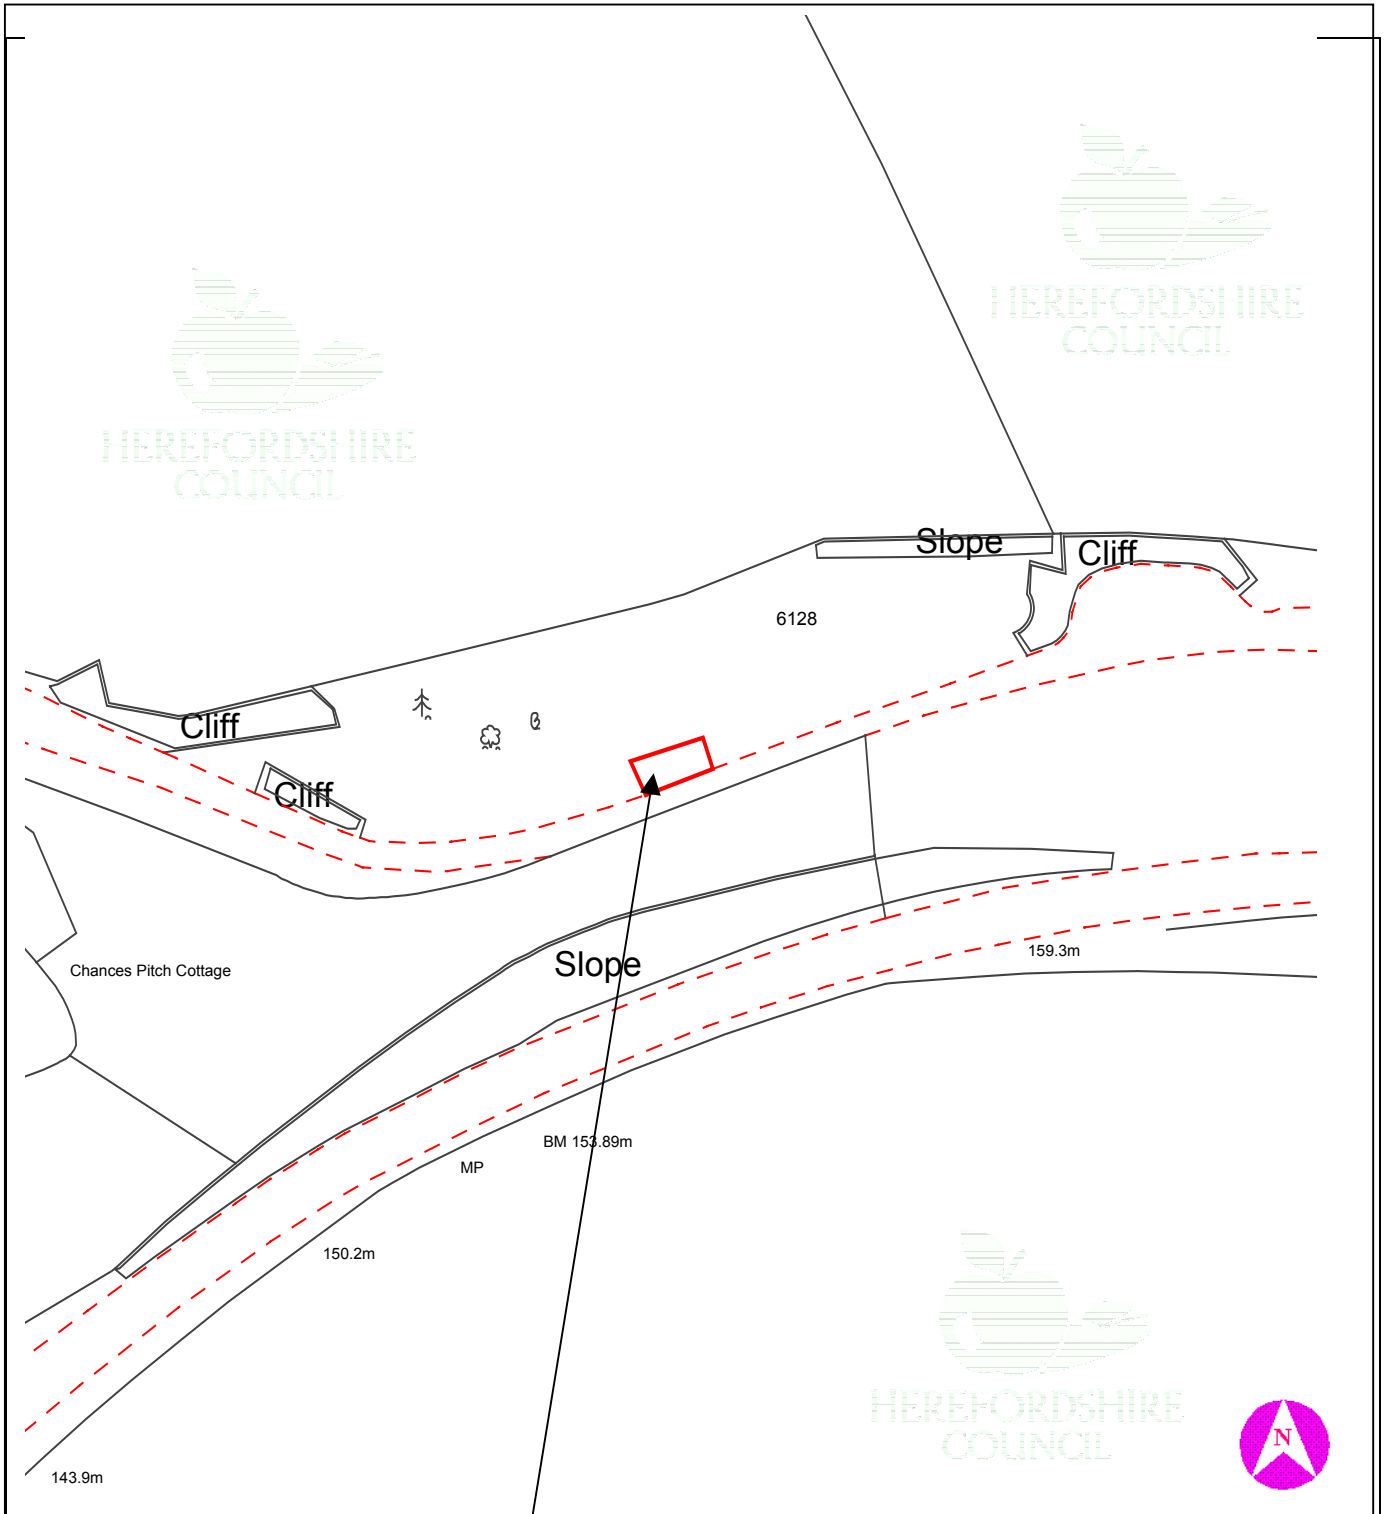 HEREFORDSHIRE
COUNCIL
HEREFORDSHIRE
COUNCIL
Slope
Cliff
6128
Cliff
Cliff
159.3m
Slope
Chances Pitch Cottage
BM 153.89m
MP
150.2m
HEREFORDSHIRE
COUNCIL
N
143.9m